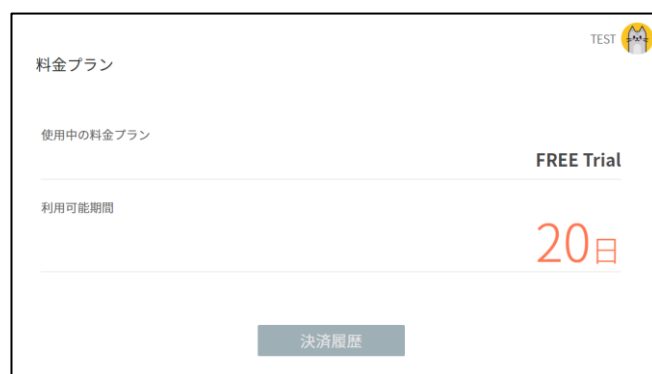 TEST
料金プラン
使用中の料金プラン
FREE Trial
利用可能期間
20日
決済履歴